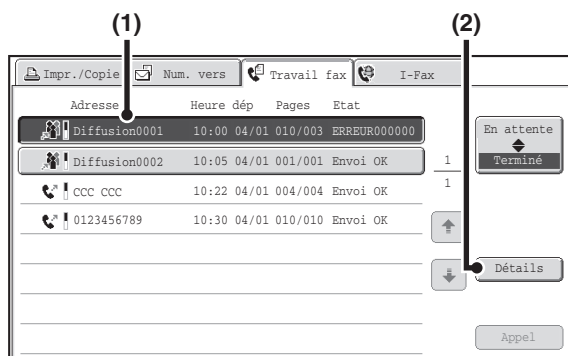 (1) (2)
Impr./Copie Num. vers Travail fax I-Fax
Adresse Heure dép Pages Etat
Diffusion0001 10:00 04/01 010/003 ERREUR000000
En attente
Terminé
Diffusion0002 10:05 04/01 001/001 Envoi OK
1
1
CCC CCC 10:22 04/01 004/004 Envoi OK
0123456789 10:30 04/01 010/010 Envoi OK
Détails
Appel